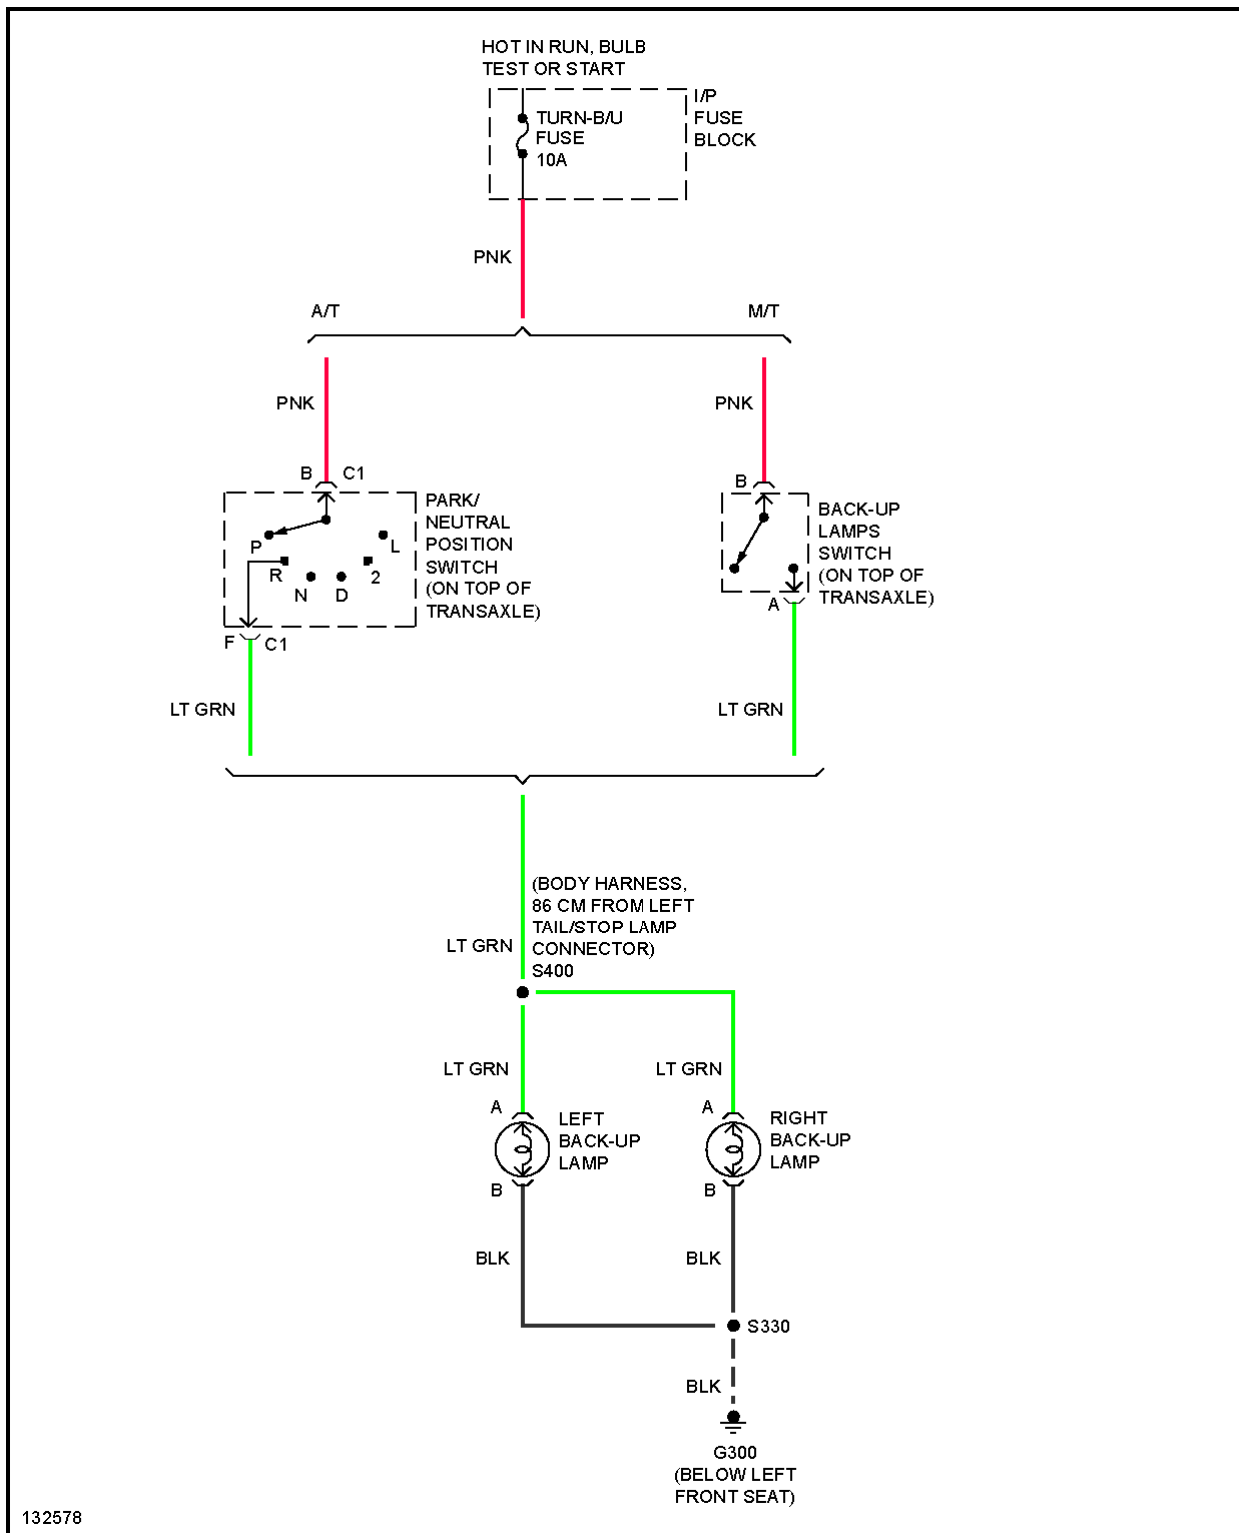 HOT IN RUN, BULB
TEST OR START
TURN-B/U
FUSE
10A
I/P
FUSE
BLOCK
PNK
A/T
M/T
PNK
PNK
B C1
B
PARK/
NEUTRAL
POSITION
SWITCH
(ON TOP OF
TRANSAXLE)
P
R
N
D
2
L
F C1
BACK-UP
LAMPS
SWITCH
(ON TOP OF
TRANSAXLE)
A
LT GRN
LT GRN
(BODY HARNESS,
86 CM FROM LEFT
TAIL/STOP LAMP
CONNECTOR)
S400
LT GRN
LT GRN
LT GRN
A
LEFT
BACK-UP
LAMP
B
A
RIGHT
BACK-UP
LAMP
B
BLK
BLK
S330
BLK
G300
(BELOW LEFT
FRONT SEAT)
132578